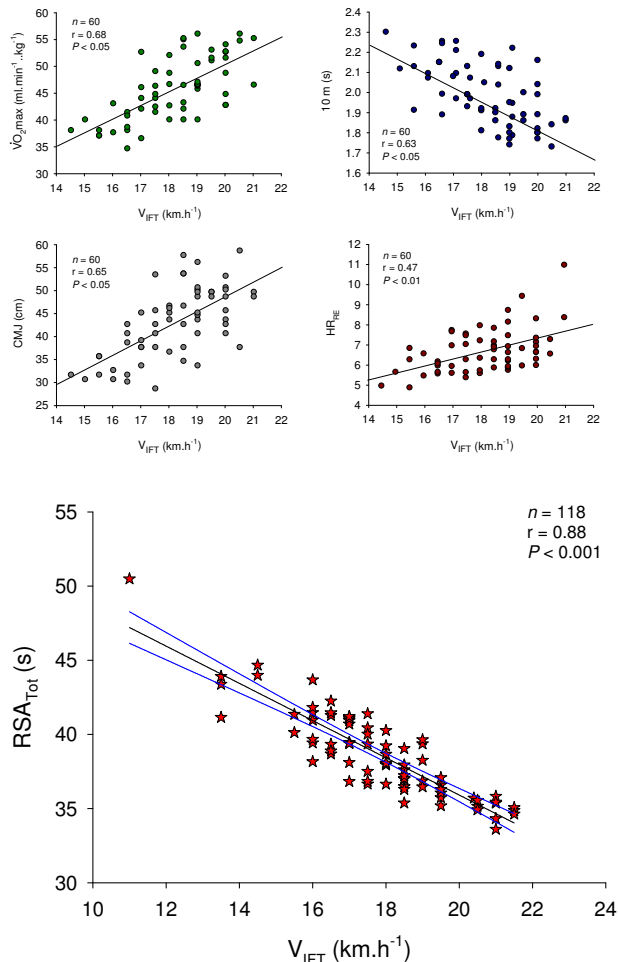 n = 60
r = 0.68
P < 0.05
V̇O2max (ml.min-1..kg-1)
60
55
50
45
40
35
30
14 15 16 17 18 19 20 21 22
VIFT (km.h-1)
2.4
2.3
2.2
2.1
2.0
1.9
1.8
1.7
1.6
10 m (s)
n = 60
r = 0.63
P < 0.05
14 15 16 17 18 19 20 21 22
VIFT (km.h-1)
60
55
50
45
40
35
30
25
CMJ (cm)
n = 60
r = 0.65
P < 0.05
14 15 16 17 18 19 20 21 22
VIFT (km.h-1)
12
11
10
9
8
7
6
5
4
HRRE
n = 60
r = 0.47
P < 0.01
14 15 16 17 18 19 20 21 22
VIFT (km.h-1)
55
50
45
40
35
30
RSATot (s)
n = 118
r = 0.88
P < 0.001
10 12 14 16 18 20 22 24
VIFT (km.h-1)